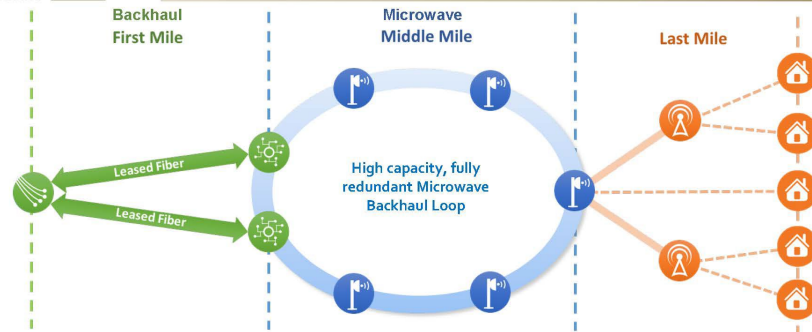 Backhaul
First Mile
Microwave
Middle Mile
Last Mile
Leased Fiber
High capacity, fully
redundant Microwave
Backhaul Loop
Leased Fiber